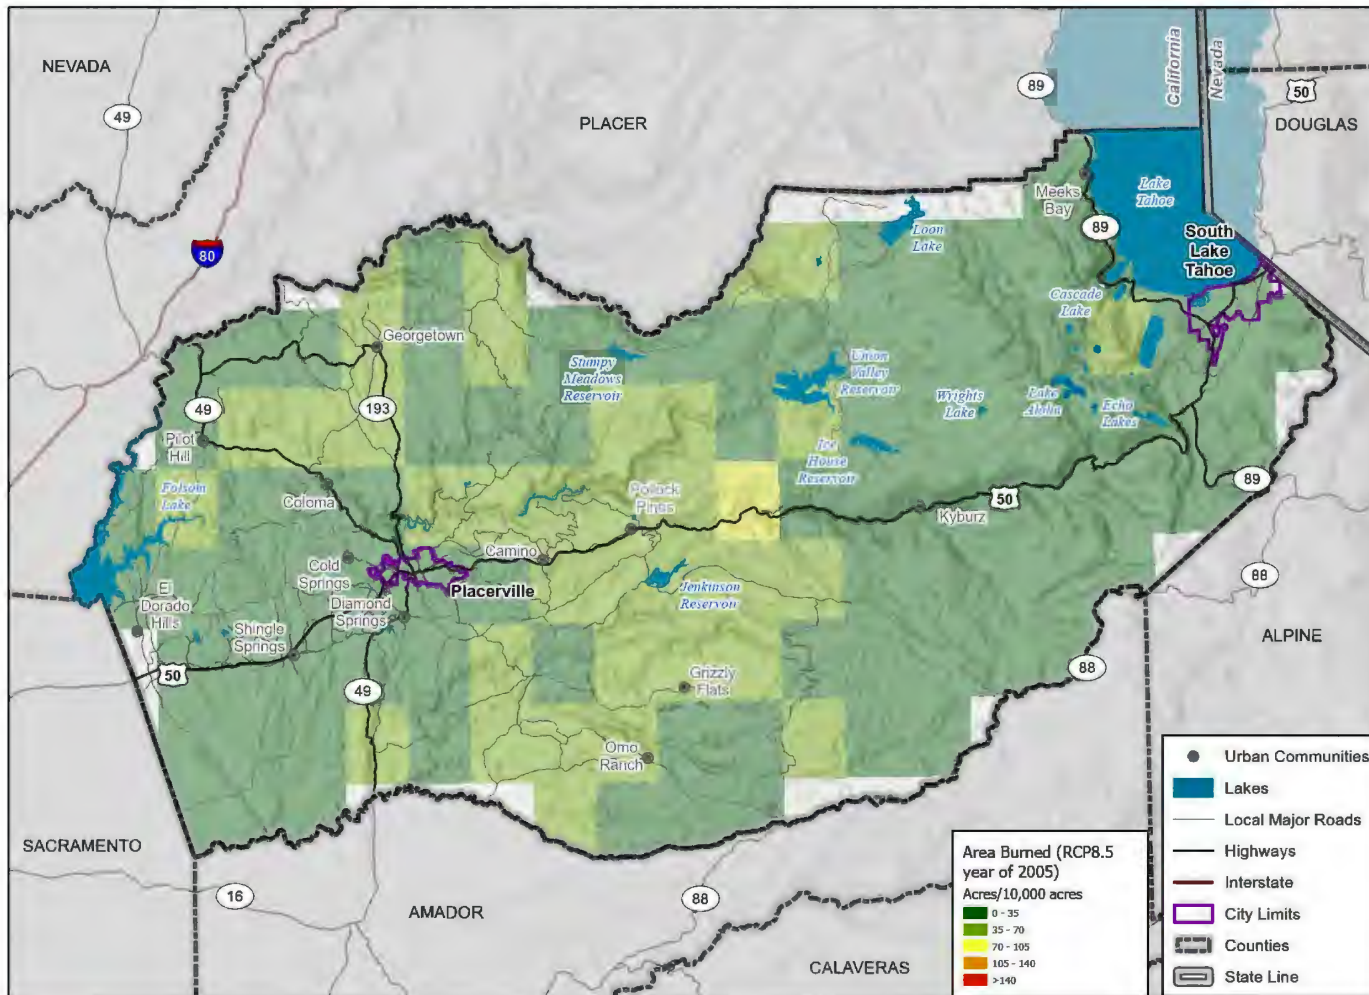 NEVADA
49
PLACER
89
89
California
Nevada
50
DOUGLAS
80
Meeks
Bay
Lake
Tahoe
89
South
Lake
Tahoe
Loon
Lake
Cascade
Lake
Georgetown
Stumpy
Meadows
Reservoir
Union
Valley
Reservoir
49
193
Wrights
Lake
Lake
Aloha
Echo
Lakes
Pilot
Hill
Ice
House
Reservoir
Folsom
Lake
Coloma
Pollock
Pines
50
Kyburz
89
Cold
Springs
Camino
Placerville
Jenkinson
Reservoir
88
El
Dorado
Hills
Diamond
Springs
Shingle
Springs
50
49
Grizzly
Flats
88
ALPINE
Omo
Ranch
SACRAMENTO
16
AMADOR
88
CALAVERAS
Area Burned (RCP8.5
year of 2005)
Acres/10,000 acres
0 - 35
35 - 70
70 - 105
105 - 140
>140
Urban Communities
Lakes
Local Major Roads
Highways
Interstate
City Limits
Counties
State Line